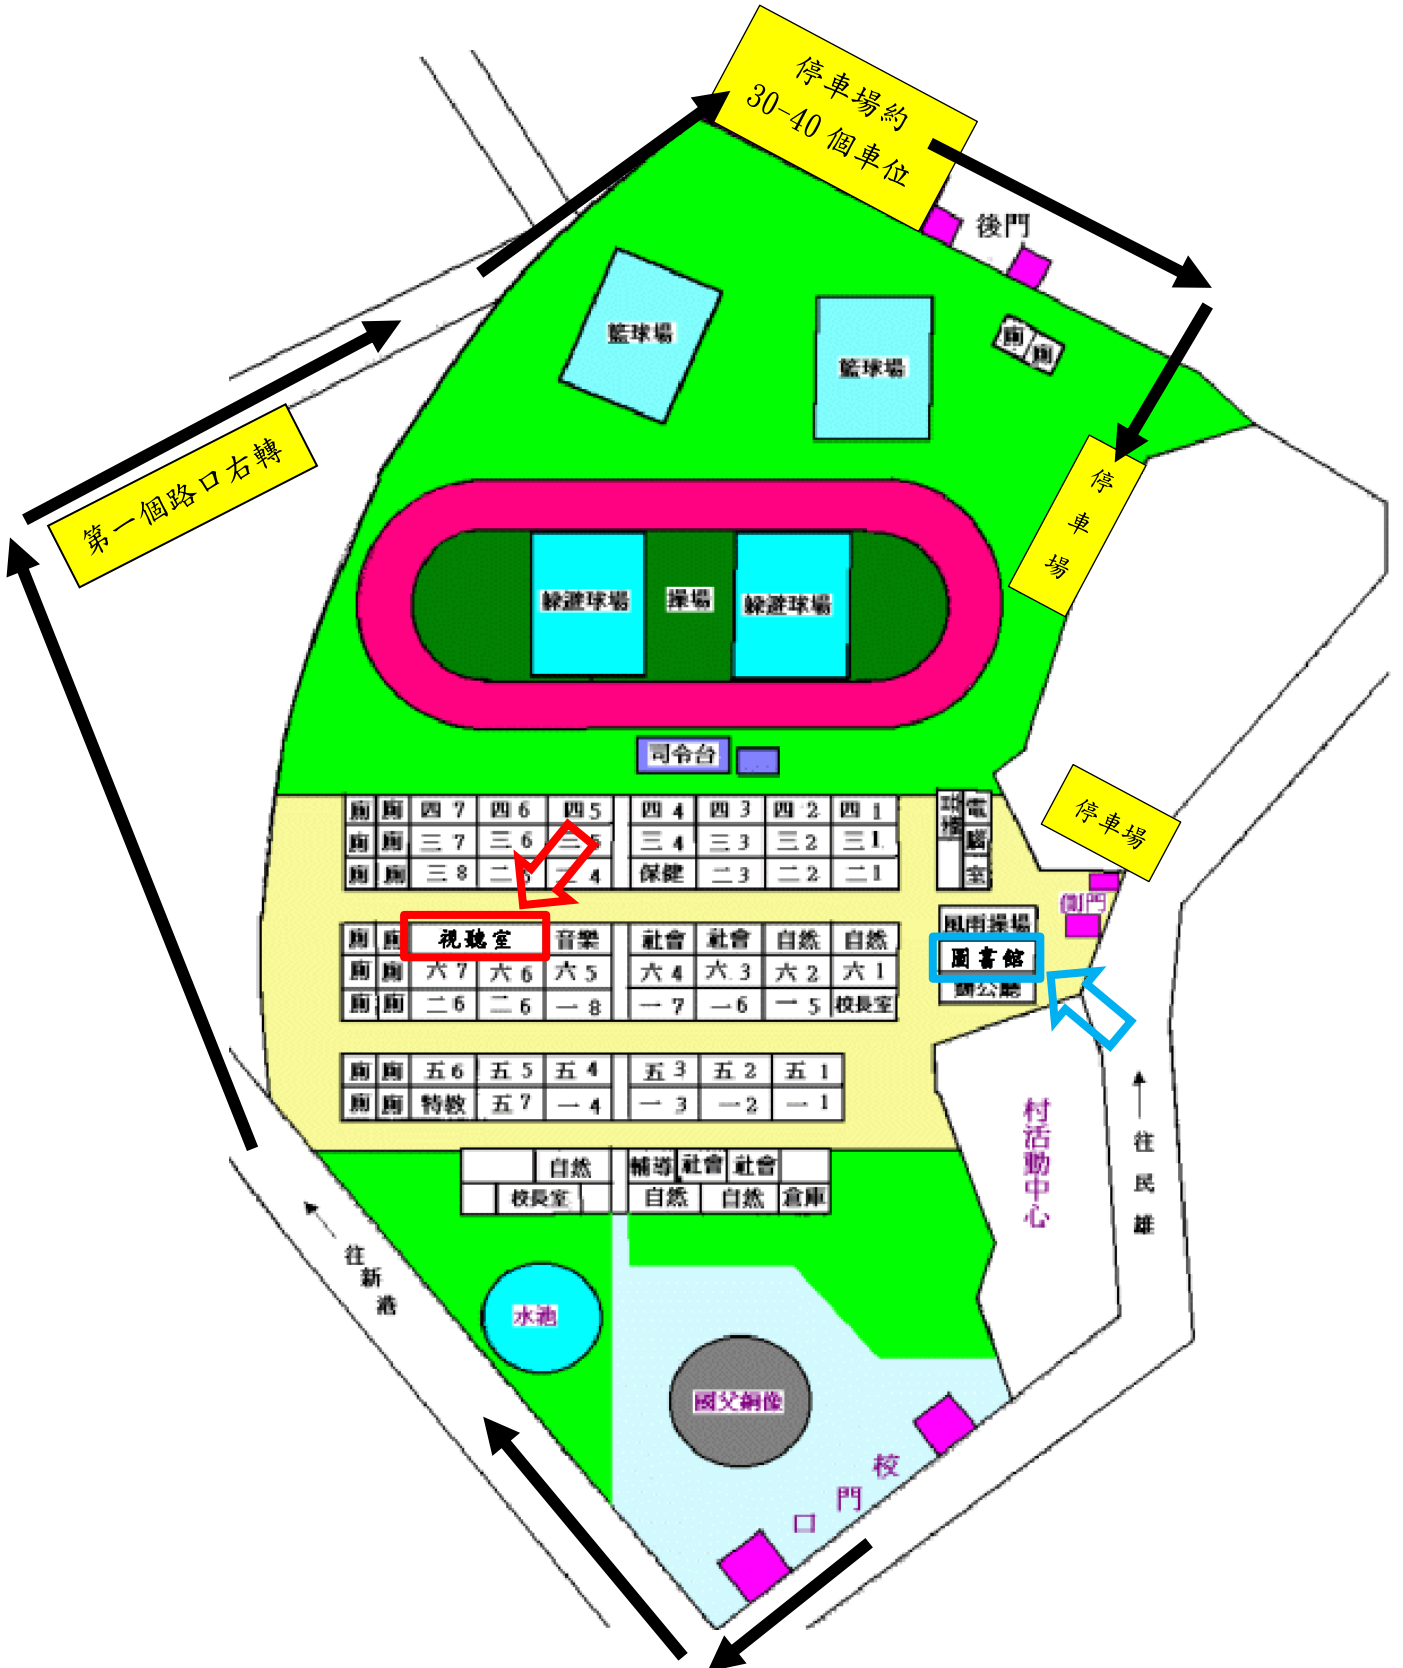 停車場約
30-40 個車位
後門
籃球場
籃球場
廁 廁
第一個路口右轉
停車場
躲避球場 操場 躲避球場
司令台
停車場
廁 廁 四7 四6 四5 四4 四3 四2 四1
廁 廁 三7 三6 三5 三4 三3 三2 三1
廁 廁 三8 二 4 保健 二3 二2 二1
電腦室
側門
風雨操場
圖書館
辦公廳
廁 廁 視聽室 音樂 社會 社會 自然 自然
廁 廁 六7 六6 六5 六4 六3 六2 六1
廁 廁 二6 二6 一8 一7 一6 一5 校長室
廁 廁 五6 五5 五4 五3 五2 五1
廁 廁 特教 五7 一4 一3 一2 一1
村活動中心
往民雄
自然 輔導 社會 社會
校長室 自然 自然 倉庫
往新港
水池
國父銅像
校門口